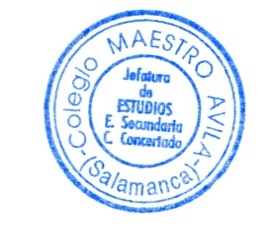 Colegio MAESTRO AVILA-(Salamanca)-
Jefatura
de
ESTUDIOS
E. Secundaria
C. Concertado